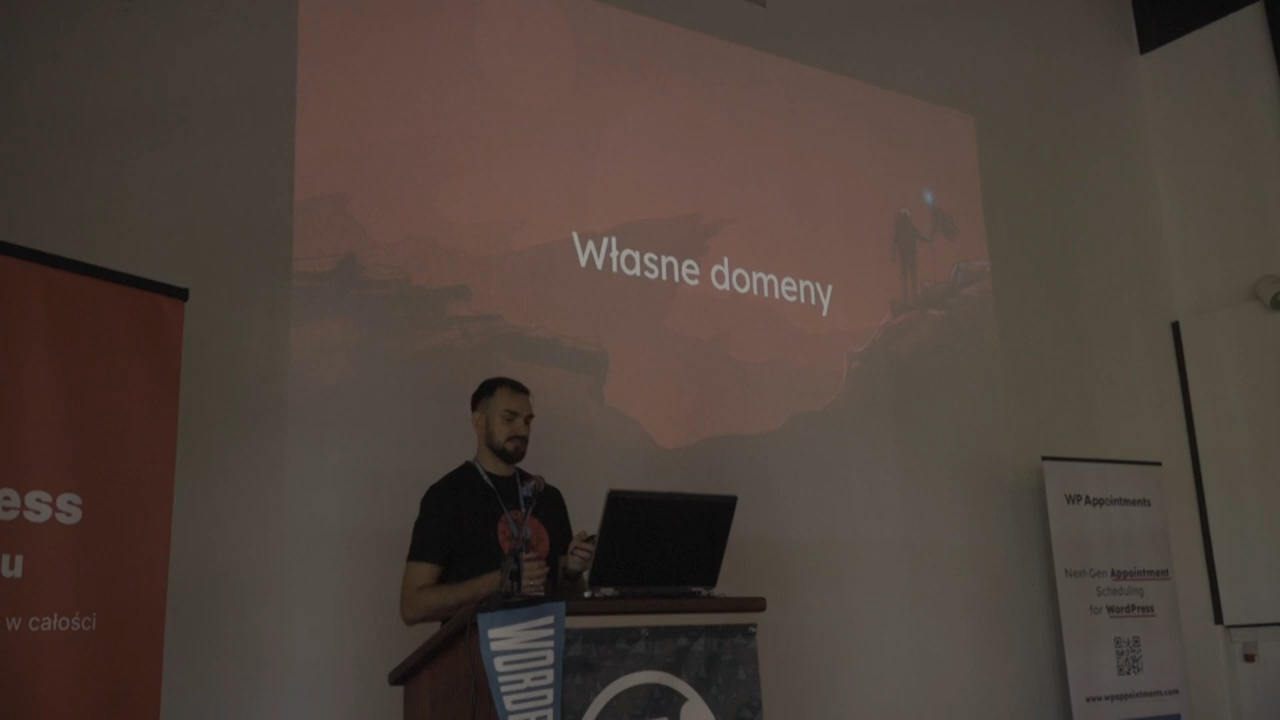 Własne domeny
ess
u
w całości
WORD
WP Appointments
Next-Gen Appointment
Scheduling
for WordPress
www.wpappointments.com